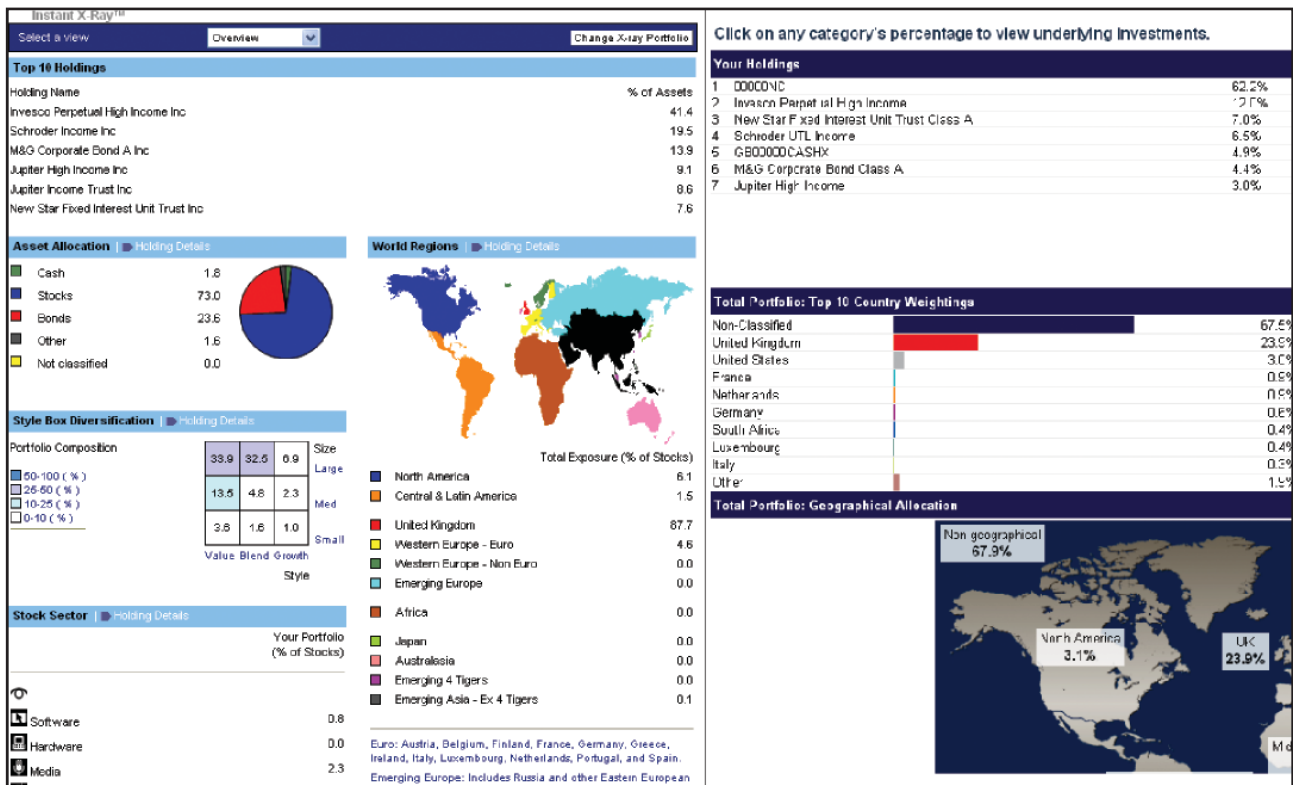 Instant X-Ray™
Select a view
Overview
Change X-ray Portfolio
Top 10 Holdings
Holding Name % of Assets
Invesco Perpetual High Income Inc 41.4
Schroder Income Inc 19.5
M&G Corporate Bond A Inc 13.9
Jupiter High Income Inc 9.1
Jupiter Income Trust Inc 8.6
New Star Fixed Interest Unit Trust Inc 7.6
Asset Allocation | Holding Details
Cash 1.8
Stocks 73.0
Bonds 23.6
Other 1.6
Not classified 0.0
Style Box Diversification | Holding Details
Portfolio Composition
50-100 ( % )
25-50 ( % )
10-25 ( % )
0-10 ( % )
33.9 32.5 6.9
13.5 4.8 2.3
3.6 1.6 1.0
Size
Large
Med
Small
Value Blend Growth
Style
Stock Sector | Holding Details
Your Portfolio
(% of Stocks)
Software 0.8
Hardware 0.0
Media 2.3
World Regions | Holding Details
Total Exposure (% of Stocks)
North America 6.1
Central & Latin America 1.5
United Kingdom 87.7
Western Europe - Euro 4.6
Western Europe - Non Euro 0.0
Emerging Europe 0.0
Africa 0.0
Japan 0.0
Australasia 0.0
Emerging 4 Tigers 0.0
Emerging Asia - Ex 4 Tigers 0.1
Euro: Austria, Belgium, Finland, France, Germany, Greece,
Ireland, Italy, Luxembourg, Netherlands, Portugal, and Spain.
Emerging Europe: Includes Russia and other Eastern European
Click on any category's percentage to view underlying investments.
Your Holdings
1 62.2%
2 Invesco Perpetual High Income
3 New Star Fixed Interest Unit Trust Class A 7.0%
4 Schroder UTL Income 6.5%
5 GB00000CASHX 4.9%
6 M&G Corporate Bond Class A 4.4%
7 Jupiter High Income 3.0%
Total Portfolio: Top 10 Country Weightings
Non-Classified
United Kingdom 23.9%
United States
France 0.9%
Netherlands 0.9%
Germany
South Africa 0.4%
Luxembourg 0.4%
Italy 0.3%
Other 1.9%
Total Portfolio: Geographical Allocation
Non geographical
67.9%
North America
3.1%
UK
23.9%